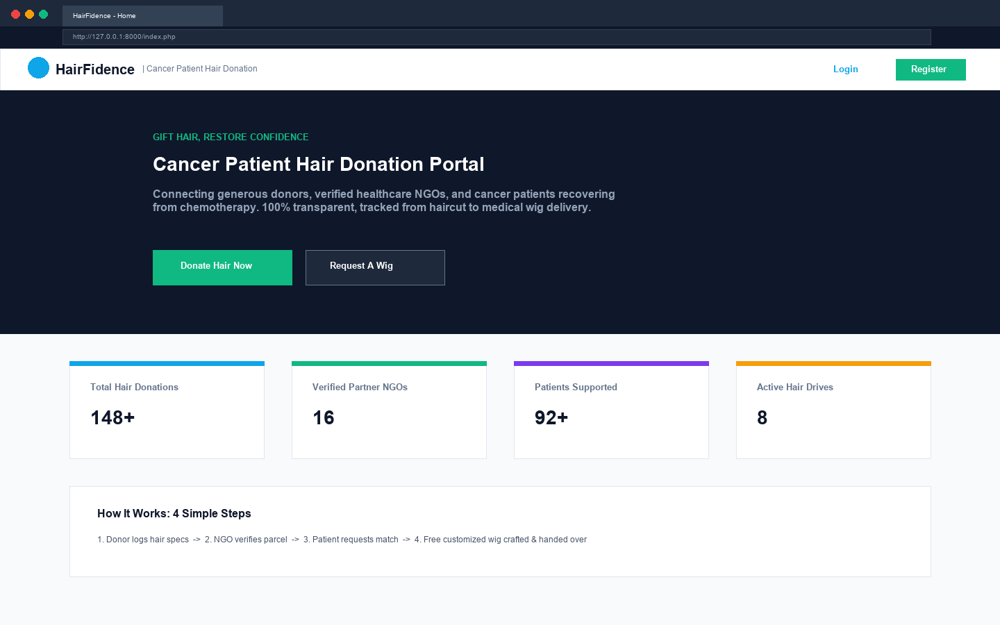 HairFidence - Home
http://127.0.0.1:8000/index.php
HairFidence | Cancer Patient Hair Donation
Login
Register
GIFT HAIR, RESTORE CONFIDENCE
Cancer Patient Hair Donation Portal
Connecting generous donors, verified healthcare NGOs, and cancer patients recovering
from chemotherapy. 100% transparent, tracked from haircut to medical wig delivery.
Donate Hair Now
Request A Wig
Total Hair Donations
148+
Verified Partner NGOs
16
Patients Supported
92+
Active Hair Drives
8
How It Works: 4 Simple Steps
1. Donor logs hair specs -> 2. NGO verifies parcel -> 3. Patient requests match -> 4. Free customized wig crafted & handed over